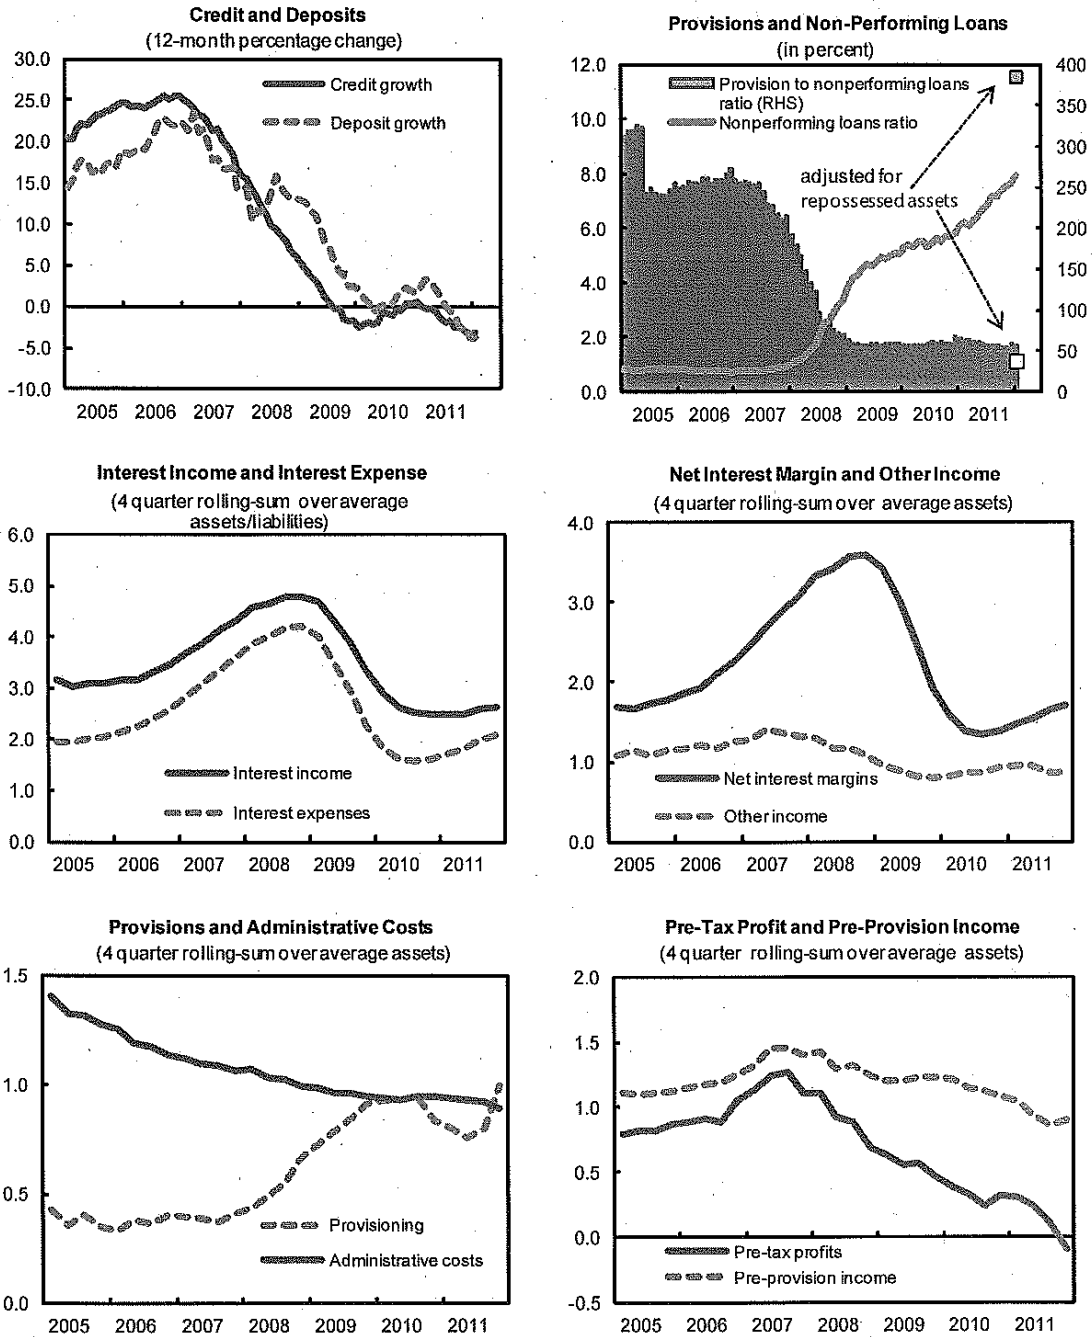 Credit and Deposits
(12-month percentage change)
30.0
25.0
20.0
15.0
10.0
5.0
0.0
-5.0
-10.0
Credit growth
Deposit growth
2005 2006 2007 2008 2009 2010 2011
Provisions and Non-Performing Loans
(in percent)
12.0
10.0
8.0
6.0
4.0
2.0
0.0
400
350
300
250
200
150
100
50
0
Provision to nonperforming loans
ratio (RHS)
Nonperforming loans ratio
adjusted for
repossessed assets
2005 2006 2007 2008 2009 2010 2011
Interest Income and Interest Expense
(4 quarter rolling-sum over average
assets/liabilities)
6.0
5.0
4.0
3.0
2.0
1.0
0.0
Interest income
Interest expenses
2005 2006 2007 2008 2009 2010 2011
Net Interest Margin and Other Income
(4 quarter rolling-sum over average assets)
4.0
3.0
2.0
1.0
0.0
Net interest margins
Other income
2005 2006 2007 2008 2009 2010 2011
Provisions and Administrative Costs
(4 quarter rolling-sum over average assets)
1.5
1.0
0.5
0.0
Provisioning
Administrative costs
2005 2006 2007 2008 2009 2010 2011
Pre-Tax Profit and Pre-Provision Income
(4 quarter rolling-sum over average assets)
2.0
1.5
1.0
0.5
0.0
-0.5
Pre-tax profits
Pre-provision income
2005 2006 2007 2008 2009 2010 2011